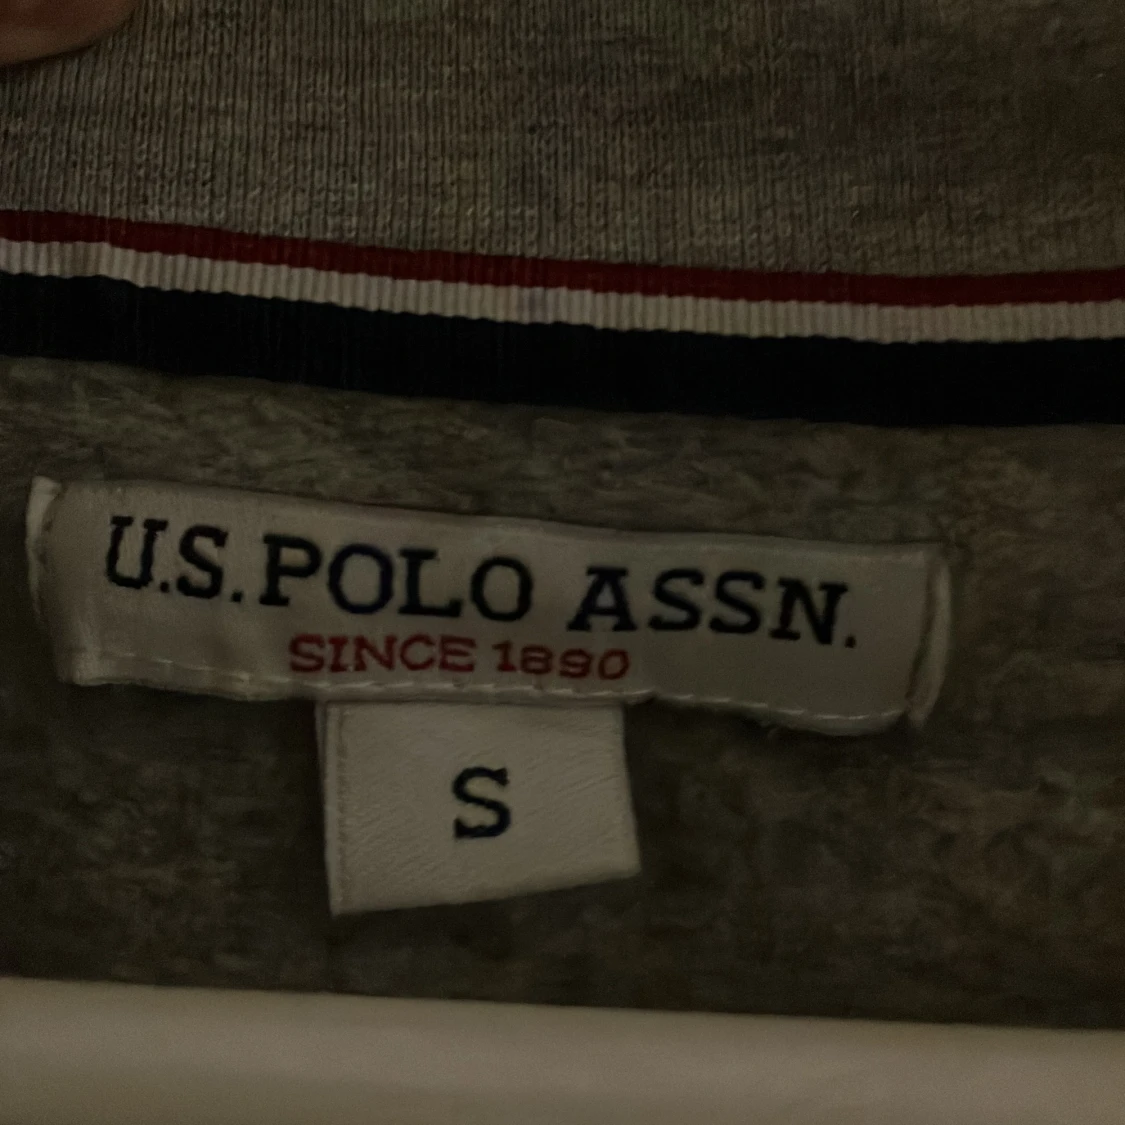 U.S. POLO ASSN.
SINCE 1890
S